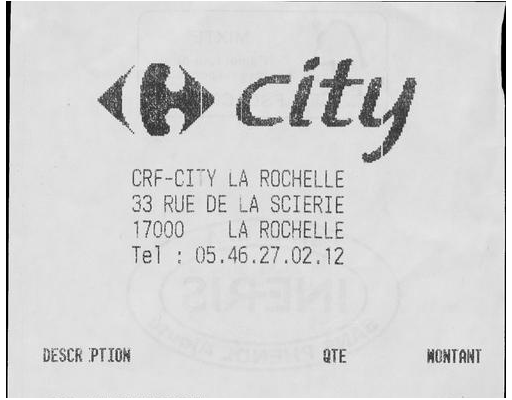 city
CRF-CITY LA ROCHELLE
33 RUE DE LA SCIERIE
17000 LA ROCHELLE
Tel : 05.46.27.02.12
DESCR PTION QTE MONTANT